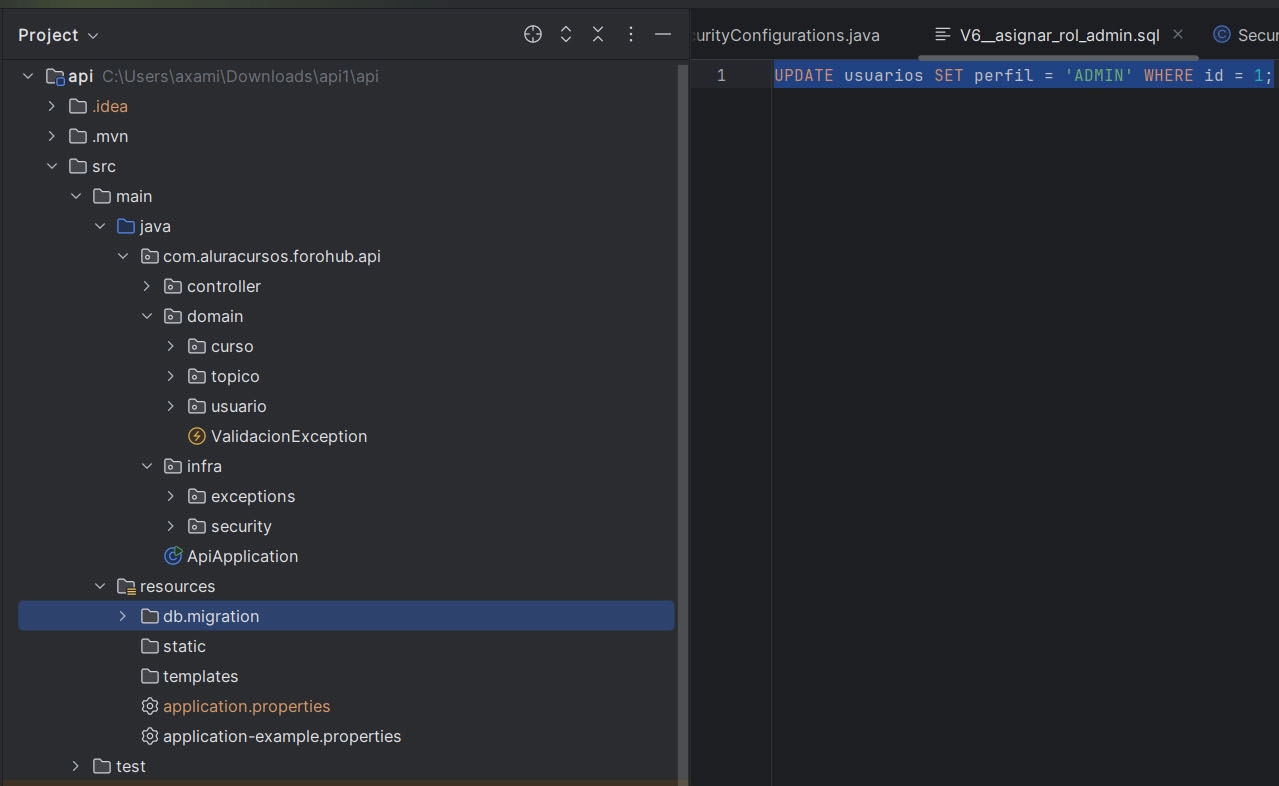 Project
urityConfigurations.java
V6__asignar_rol_admin.sql
Secur
api C:\Users\axami\Downloads\api1\api
1 UPDATE usuarios SET perfil = 'ADMIN' WHERE id = 1;
.idea
.mvn
src
main
java
com.aluracursos.forohub.api
controller
domain
curso
topico
usuario
ValidacionException
infra
exceptions
security
ApiApplication
resources
db.migration
static
templates
application.properties
application-example.properties
test